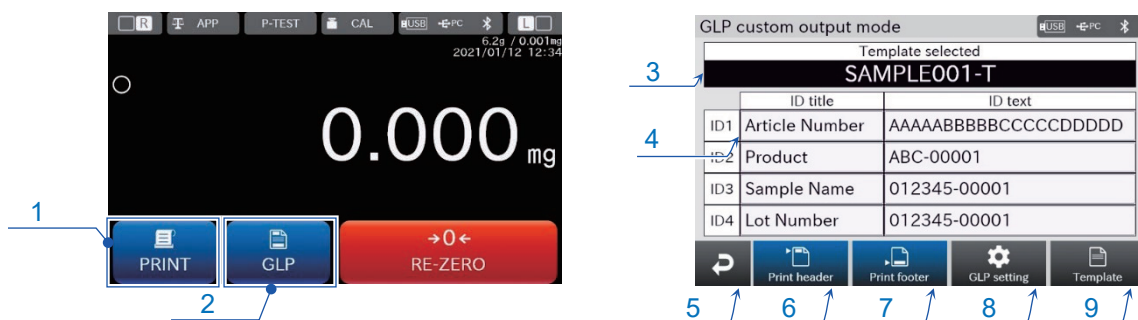 R APP P-TEST CAL USB PC L
6.2g / 0.001mg
2021/01/12 12:34
0.000 mg
PRINT
GLP
→0←
RE-ZERO
1
2
GLP custom output mode USB PC
Template selected
SAMPLE001-T
ID title ID text
ID1 Article Number AAAAABBBBBCCCCCDDDDD
ID2 Product ABC-00001
ID3 Sample Name 012345-00001
ID4 Lot Number 012345-00001
Print header
Print footer
GLP setting
Template
3
4
5 6 7 8 9